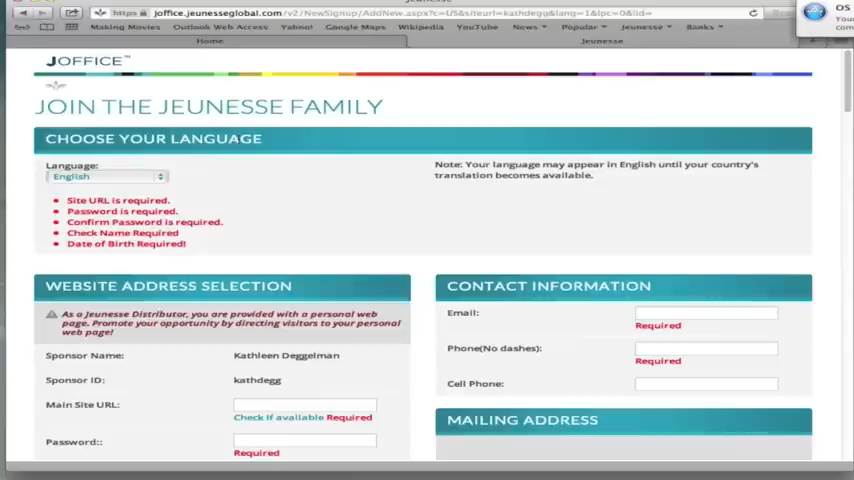 Jeunesse
OS
https joffice.jeunesseglobal.com/v2/NewSignup/AddNew.aspx?c=US&siteurl=kathdegg&lang=1&lpc=0&lid=
Making Movies Outlook Web Access Yahoo! Google Maps Wikipedia YouTube News Popular Jeunesse Banks
Home Jeunesse
JOFFICE™
JOIN THE JEUNESSE FAMILY
CHOOSE YOUR LANGUAGE
Language:
English
Note: Your language may appear in English until your country's
translation becomes available.
Site URL is required.
Password is required.
Confirm Password is required.
Check Name Required
Date of Birth Required!
WEBSITE ADDRESS SELECTION
As a Jeunesse Distributor, you are provided with a personal web
page. Promote your opportunity by directing visitors to your personal
web page!
Sponsor Name: Kathleen Deggelman
Sponsor ID: kathdegg
Main Site URL:
Check if available Required
Password::
Required
CONTACT INFORMATION
Email:
Required
Phone(No dashes):
Required
Cell Phone:
MAILING ADDRESS